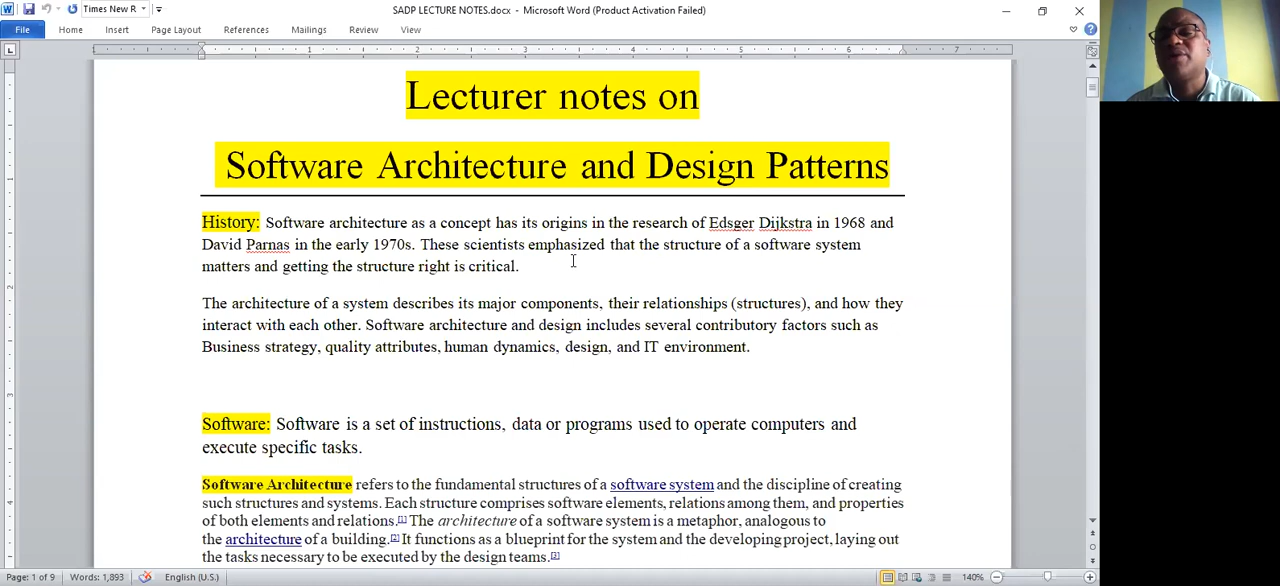 Times New R
SADP LECTURE NOTES.docx - Microsoft Word (Product Activation Failed)
File Home Insert Page Layout References Mailings Review View
1 1 2 3 4 5 6 7
Lecturer notes on
Software Architecture and Design Patterns
History: Software architecture as a concept has its origins in the research of Edsger Dijkstra in 1968 and
David Parnas in the early 1970s. These scientists emphasized that the structure of a software system
matters and getting the structure right is critical.
The architecture of a system describes its major components, their relationships (structures), and how they
interact with each other. Software architecture and design includes several contributory factors such as
Business strategy, quality attributes, human dynamics, design, and IT environment.
Software: Software is a set of instructions, data or programs used to operate computers and
execute specific tasks.
Software Architecture refers to the fundamental structures of a software system and the discipline of creating
such structures and systems. Each structure comprises software elements, relations among them, and properties
of both elements and relations.[1] The architecture of a software system is a metaphor, analogous to
the architecture of a building.[2] It functions as a blueprint for the system and the developing project, laying out
the tasks necessary to be executed by the design teams.[3]
Page: 1 of 9 Words: 1,893 English (U.S.) 140%